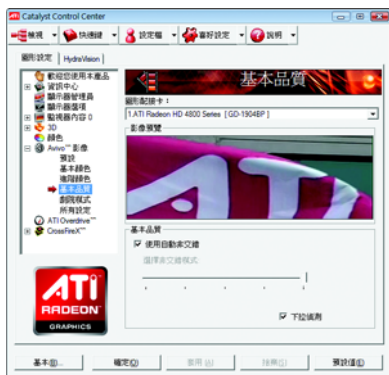 Catalyst Control Center
檢視
快速鍵
設定檔
喜好設定
說明
圖形設定
HydraVision
歡迎您使用本產品
資訊中心
顯示器管理員
顯示器選項
監視器內容 0
3D
顏色
Avivo™ 影像
預設
基本顏色
進階顏色
基本品質
劇院模式
所有設定
ATI Overdrive™
CrossFireX™
ATI
RADEON
GRAPHICS
基本品質
圖形配接卡：
1.ATI Radeon HD 4800 Series [GD-1904BP ]
影像預覽
基本品質
使用自動非交錯
選擇非交錯模式:
下拉偵測
基本(B)...
確定(O)
套用(A)
捨棄(S)
預設值(D)